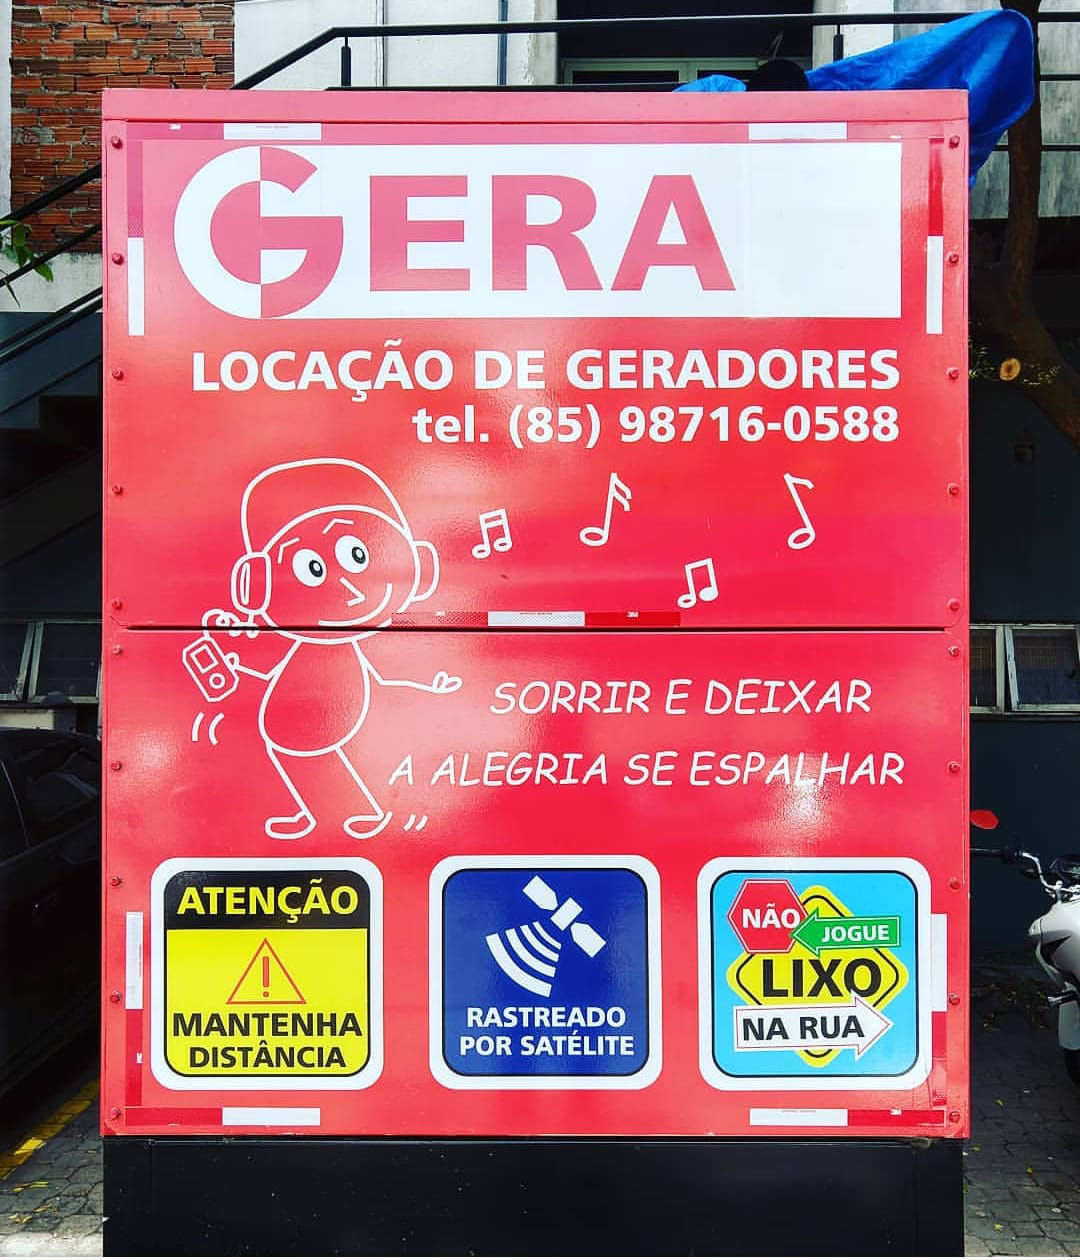 GERA
LOCAÇÃO DE GERADORES
tel. (85) 98716-0588
SORRIR E DEIXAR
A ALEGRIA SE ESPALHAR
ATENÇÃO
MANTENHA
DISTÂNCIA
RASTREADO
POR SATÉLITE
NÃO
JOGUE
LIXO
NA RUA